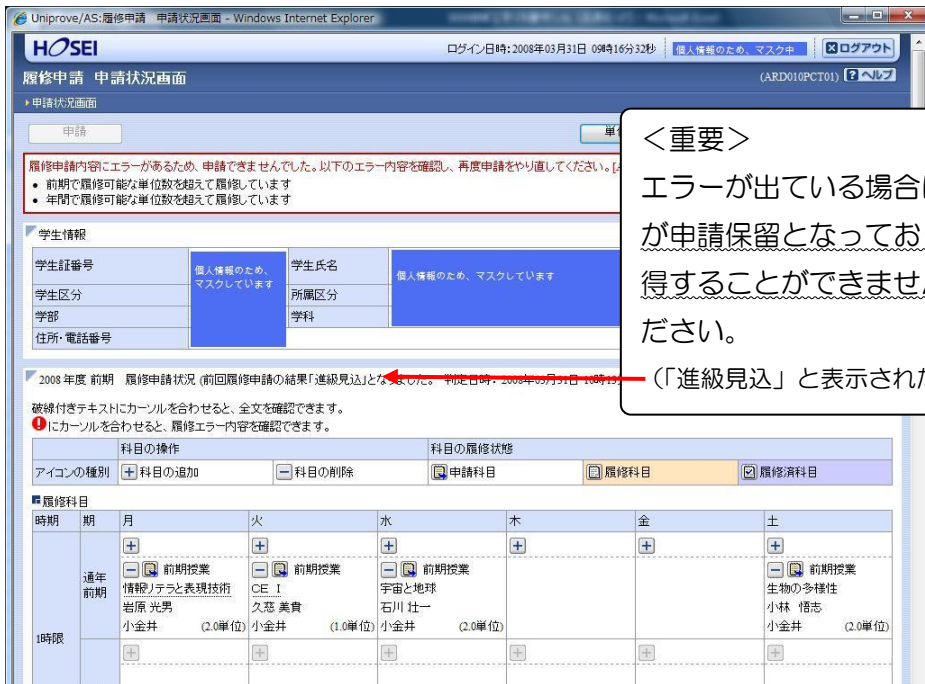 Uniprove/AS:履修申請 申請状況画面 - Windows Internet Explorer
HOSEI
ログイン日時:2008年03月31日 09時16分32秒
個人情報のため、マスク中
ログアウト
履修申請 申請状況画面
(ARD010PCT01)
? ヘルプ
申請状況画面
申請
単
履修申請内容にエラーがあるため、申請できませんでした。以下のエラー内容を確認し、再度申請をやり直してください。
• 前期で履修可能な単位数を超えて履修しています
• 年間で履修可能な単位数を超えて履修しています
<重要>
エラーが出ている場合
が申請保留となってお
得することができませ
ださい。
(「進級見込」と表示され
学生情報
学生証番号
個人情報のため、
マスクしています
学生氏名
個人情報のため、マスクしています
学生区分
所属区分
学部
学科
住所・電話番号
2008年度 前期 履修申請状況 (前回履修申請の結果「進級見込」となりました。 判定日時: 2008年03月31日
破線付きテキストにカーソルを合わせると、全文を確認できます。
にカーソルを合わせると、履修エラー内容を確認できます。
科目の操作 科目の履修状態
アイコンの種別 + 科目の追加 − 科目の削除 申請科目 履修科目 履修済科目
履修科目
時期 期 月 火 水 木 金 土
+ + + + + +
− 前期授業 − 前期授業 − 前期授業 − 前期授業
通年
前期
情報リテラと表現技術 CE I 宇宙と地球 生物の多様性
岩原 光男 久慈 美貴 石川 壮一 小林 悟志
小金井 (2.0単位) 小金井 (1.0単位) 小金井 (2.0単位) 小金井 (2.0単位)
1時限
+ + + + + +